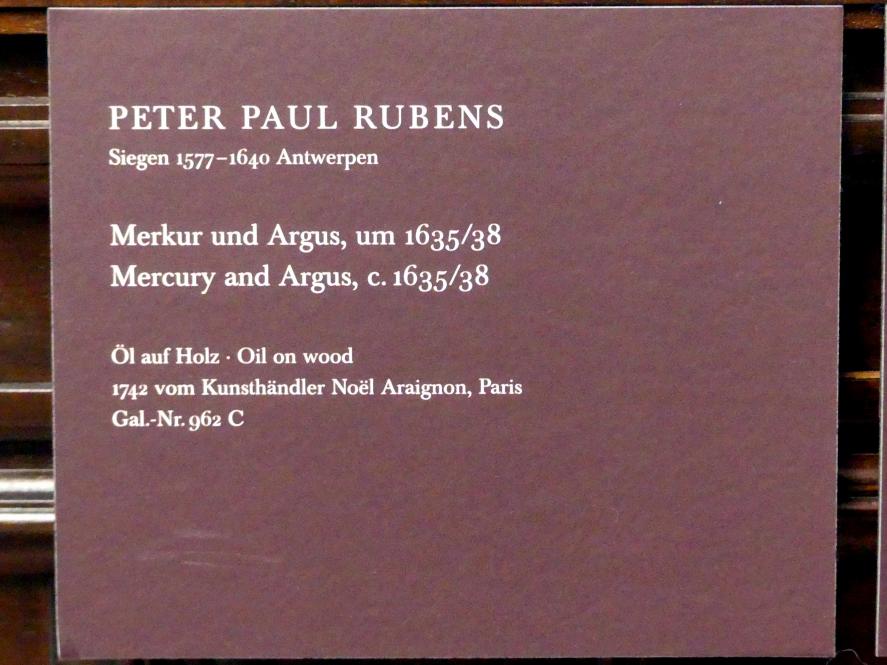 PETER PAUL RUBENS
Siegen 1577–1640 Antwerpen
Merkur und Argus, um 1635/38
Mercury and Argus, c. 1635/38
Öl auf Holz · Oil on wood
1742 vom Kunsthändler Noël Araignon, Paris
Gal.-Nr. 962 C